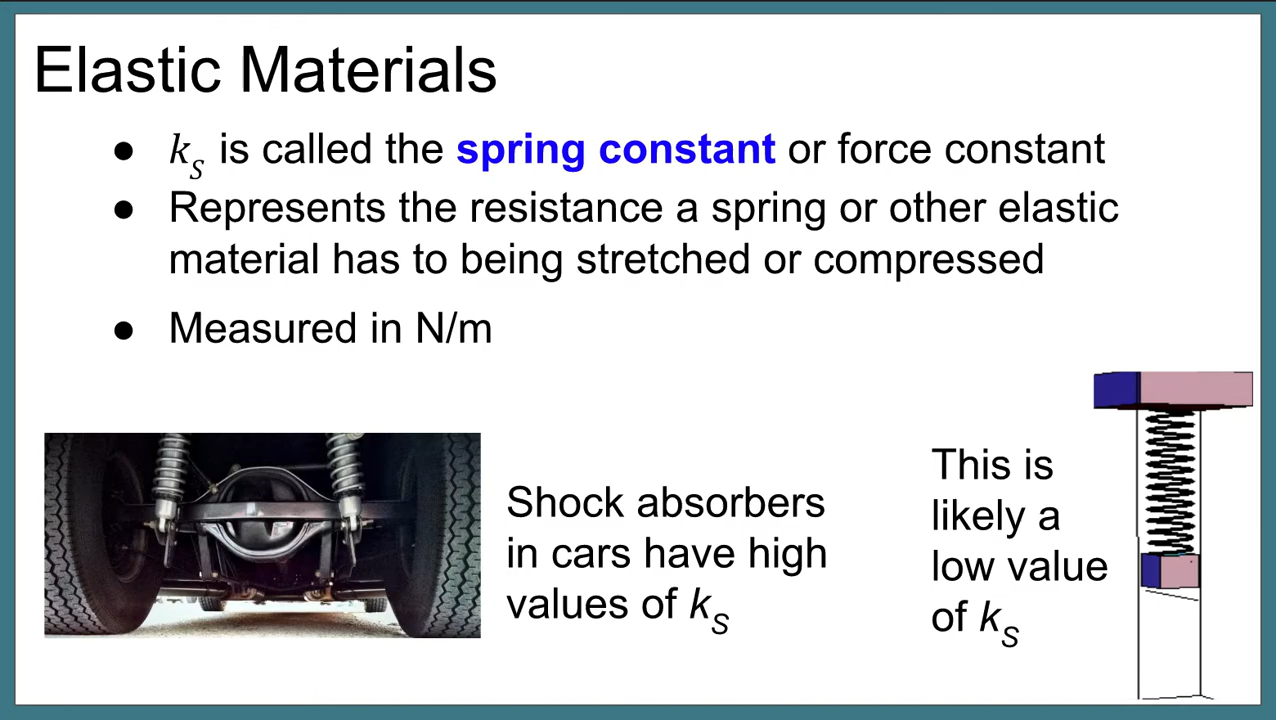 Elastic Materials
● kS is called the spring constant or force constant
● Represents the resistance a spring or other elastic
material has to being stretched or compressed
● Measured in N/m
Shock absorbers
in cars have high
values of kS
This is
likely a
low value
of kS